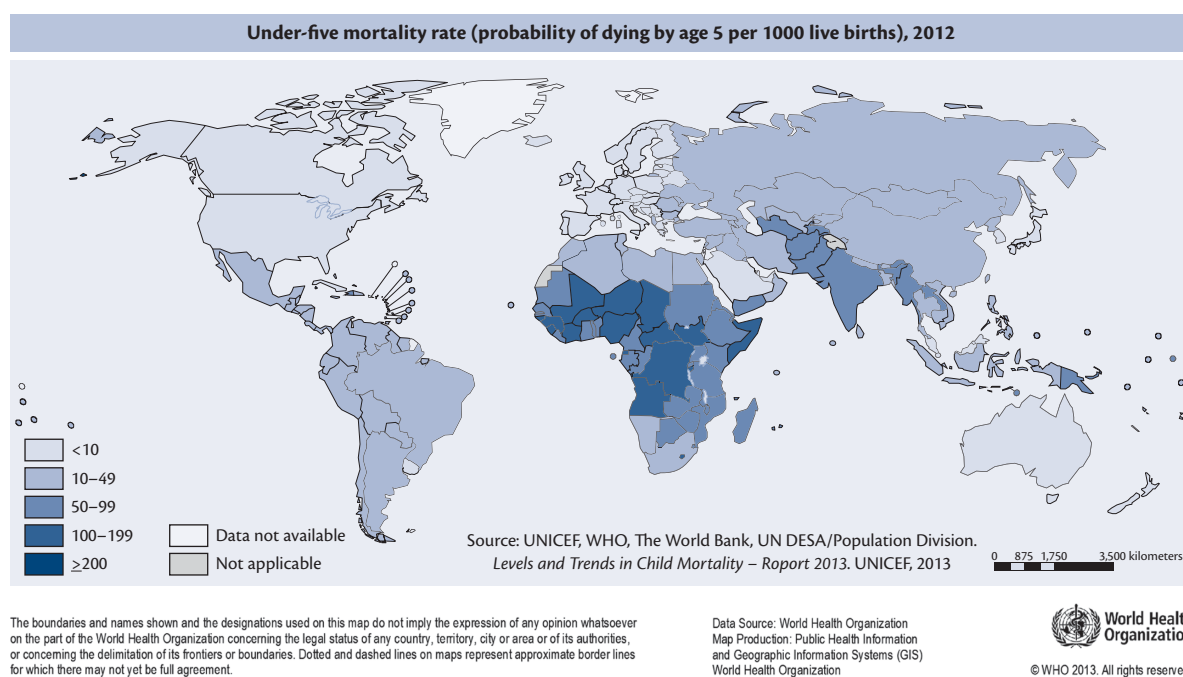 Under-five mortality rate (probability of dying by age 5 per 1000 live births), 2012
<10
10–49
50–99
100–199
≥200
Data not available
Not applicable
Source: UNICEF, WHO, The World Bank, UN DESA/Population Division.
Levels and Trends in Child Mortality – Roport 2013. UNICEF, 2013
0 875 1,750 3,500 kilometers
The boundaries and names shown and the designations used on this map do not imply the expression of any opinion whatsoever
on the part of the World Health Organization concerning the legal status of any country, territory, city or area or of its authorities,
or concerning the delimitation of its frontiers or boundaries. Dotted and dashed lines on maps represent approximate border lines
for which there may not yet be full agreement.
Data Source: World Health Organization
Map Production: Public Health Information
and Geographic Information Systems (GIS)
World Health Organization
World Healt
Organizatio
© WHO 2013. All rights reserve